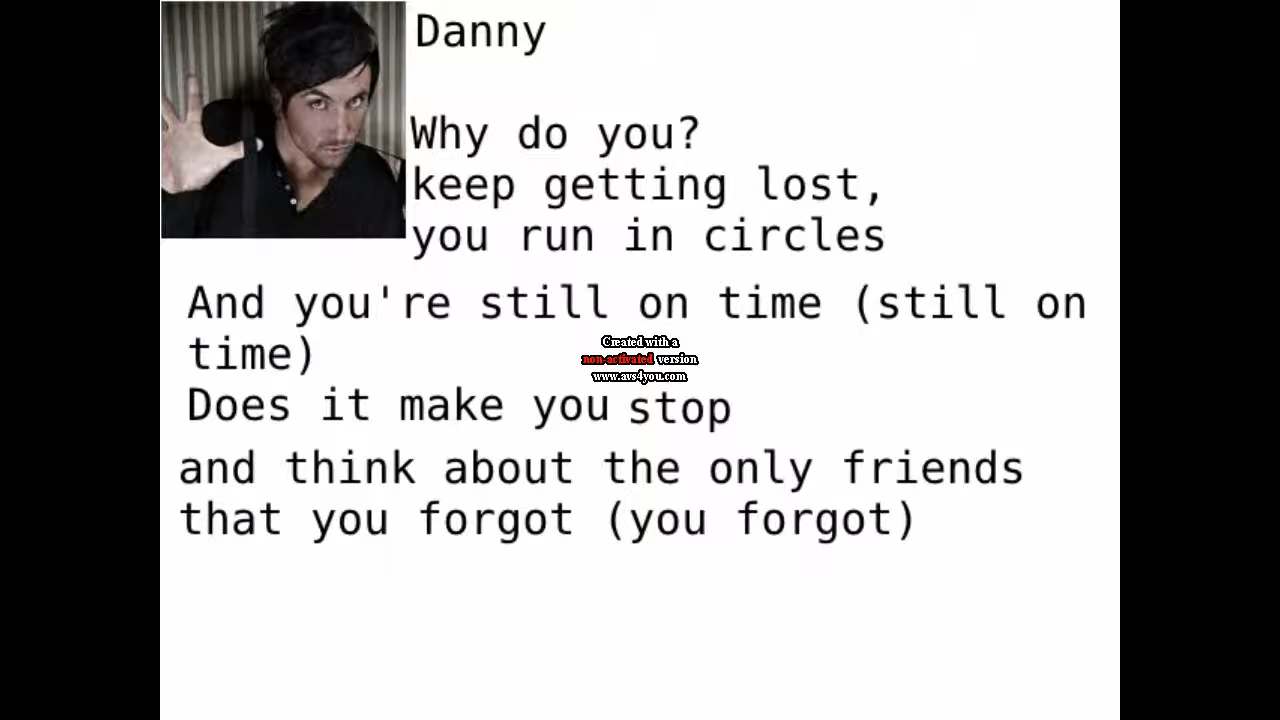 Danny
Why do you?
keep getting lost,
you run in circles
And you're still on time (still on
time)
Created with a
non-activated version
www.avs4you.com
Does it make you stop
and think about the only friends
that you forgot (you forgot)